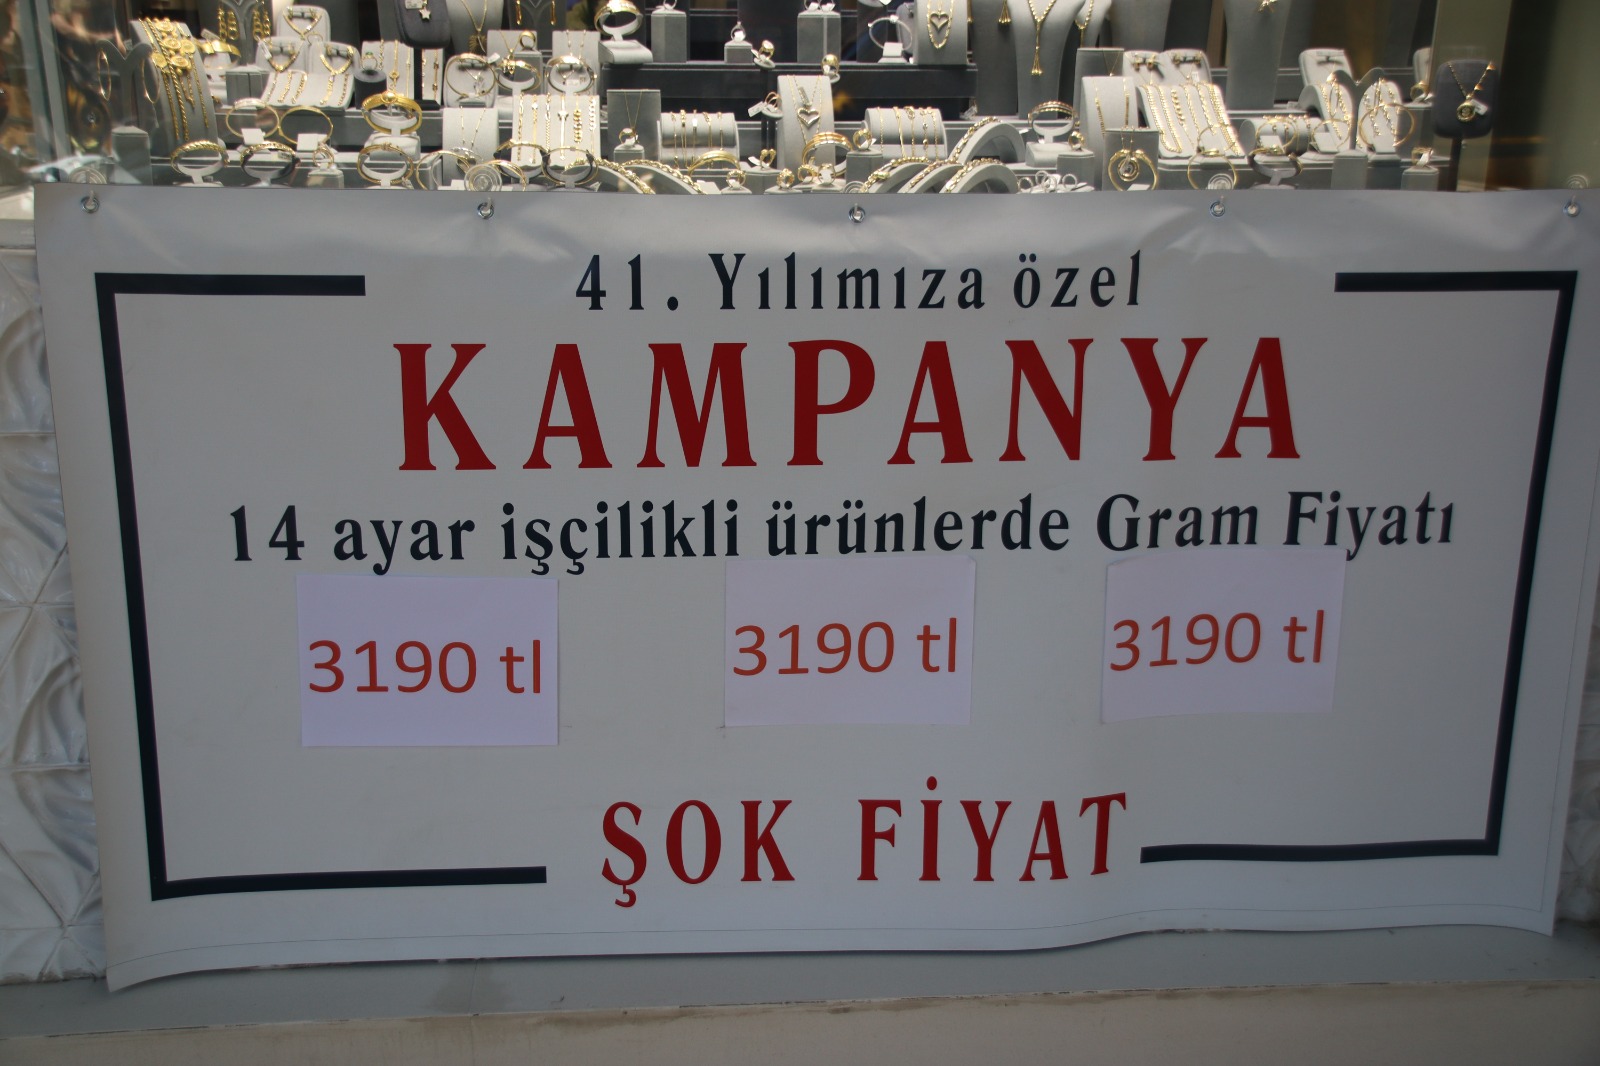 41. Yılımıza özel
KAMPANYA
14 ayar işçilikli ürünlerde Gram Fiyatı
3190 tl 3190 tl 3190 tl
ŞOK FİYAT